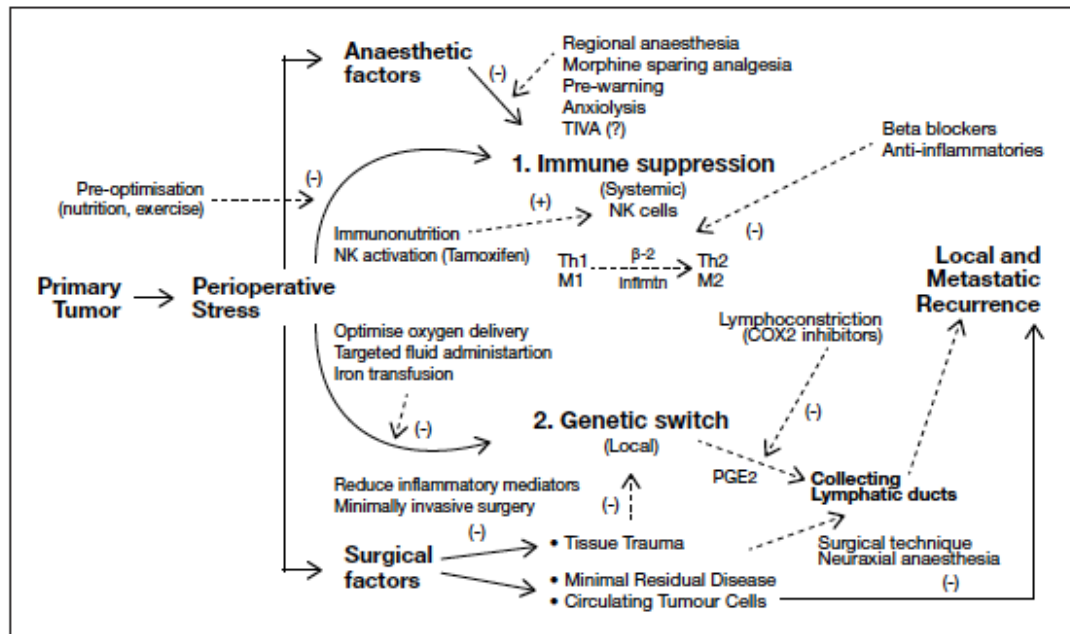 Anaesthetic
factors
(-)
Regional anaesthesia
Morphine sparing analgesia
Pre-warning
Anxiolysis
TIVA (?)
Beta blockers
Anti-inflammatories
Pre-optimisation
(nutrition, exercise)
(-)
1. Immune suppression
(Systemic)
NK cells
(+)
Immunonutrition
NK activation (Tamoxifen)
(-)
Th1
M1
β-2
Inflmtn
Th2
M2
Local and
Metastatic
Recurrence
Primary
Tumor
Perioperative
Stress
Optimise oxygen delivery
Targeted fluid administartion
Iron transfusion
(-)
Lymphoconstriction
(COX2 inhibitors)
(-)
2. Genetic switch
(Local)
PGE2
Collecting
Lymphatic ducts
Reduce inflammatory mediators
Minimally invasive surgery
(-)
(-)
Surgical
factors
• Tissue Trauma
• Minimal Residual Disease
• Circulating Tumour Cells
Surgical technique
Neuraxial anaesthesia
(-)